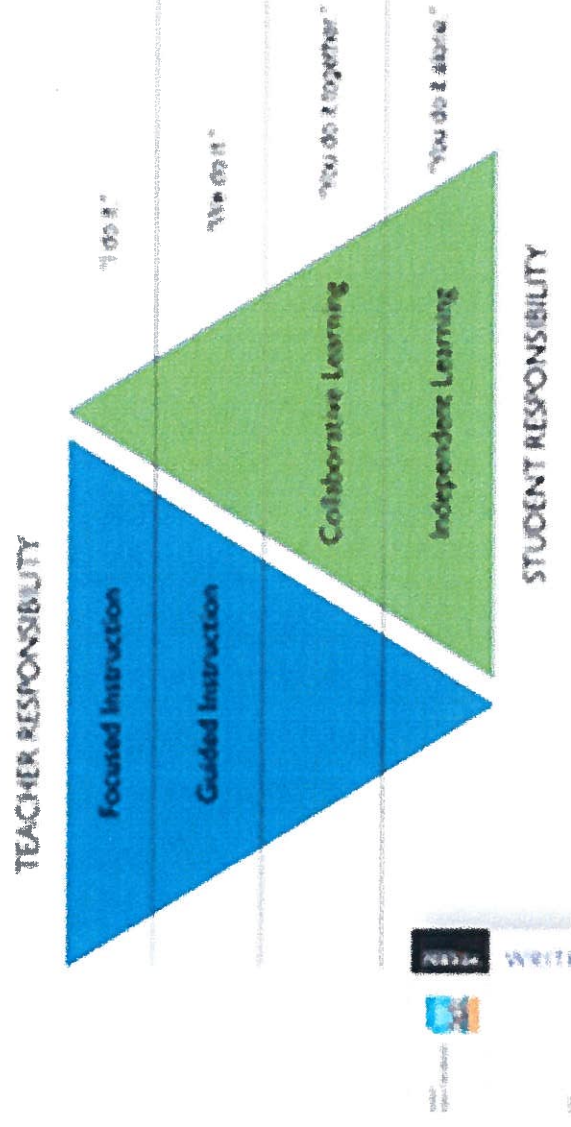 TEACHER RESPONSIBILITY
Focused Instruction
"I do it."
Guided Instruction
"We do it."
Collaborative Learning
"You do it together."
Independent Learning
"You do it alone."
STUDENT RESPONSIBILITY